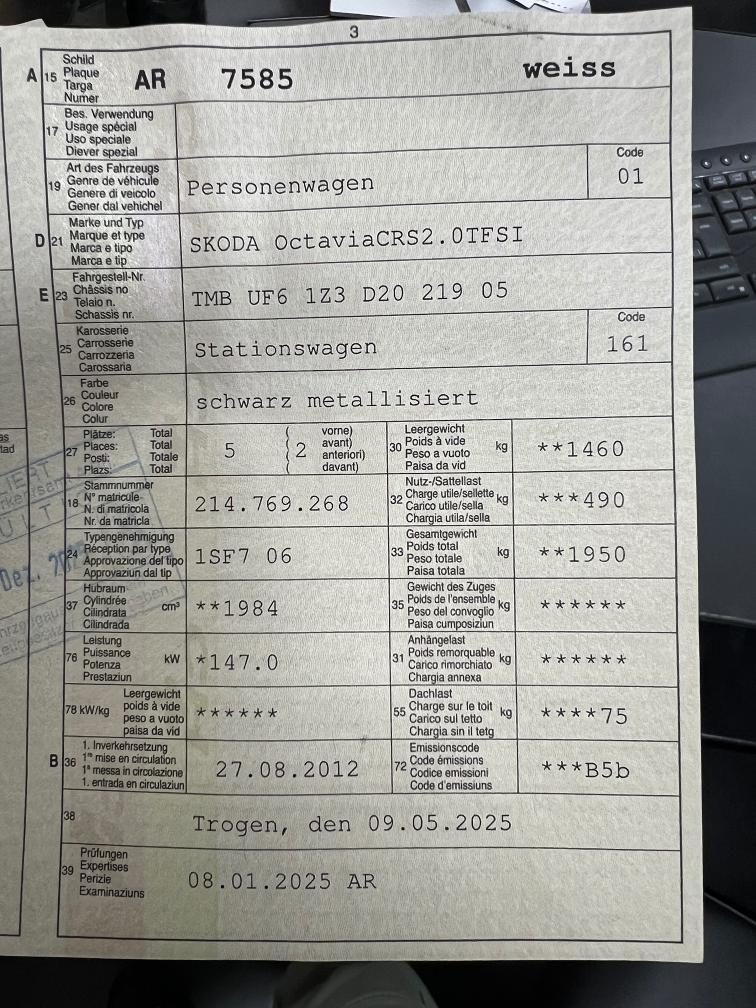 3
A 15 Schild Plaque Targa Numer AR 7585 weiss
17 Bes. Verwendung Usage spécial Uso speciale Diever spezial
19 Art des Fahrzeugs Genre de véhicule Genere di veicolo Gener dal vehichel Personenwagen Code 01
D 21 Marke und Typ Marque et type Marca e tipo Marca e tip SKODA OctaviaCRS2.0TFSI
E 23 Fahrgestell-Nr. Châssis no Telaio n. Schassis nr. TMB UF6 1Z3 D20 219 05
25 Karosserie Carrosserie Carrozzeria Carossaria Stationswagen Code 161
26 Farbe Couleur Colore Colur schwarz metallisiert
27 Plätze: Total Places: Total Posti: Totale Plazs: Total 5 ( 2 vorne) avant) anteriori) davant)
30 Leergewicht Poids à vide Peso a vuoto Paisa da vid kg **1460
18 Stammnummer N° matricule N. di matricola Nr. da matricla 214.769.268
32 Nutz-/Sattellast Charge utile/sellette Carico utile/sella Chargia utila/sella kg ***490
24 Typengenehmigung Réception par type Approvazione del tipo Approvaziun dal tip 1SF7 06
33 Gesamtgewicht Poids total Peso totale Paisa totala kg **1950
37 Hubraum Cylindrée Cilindrata Cilindrada cm³ **1984
35 Gewicht des Zuges Poids de l'ensemble Peso del convoglio Paisa cumposiziun kg ******
76 Leistung Puissance Potenza Prestaziun kW *147.0
31 Anhängelast Poids remorquable Carico rimorchiato Chargia annexa kg ******
78 kW/kg Leergewicht poids à vide peso a vuoto paisa da vid ******
55 Dachlast Charge sur le toit Carico sul tetto Chargia sin il tetg kg ****75
B 36 1. Inverkehrsetzung 1re mise en circulation 1a messa in circolazione 1. entrada en circulaziun 27.08.2012
72 Emissionscode Code émissions Codice emissioni Code d'emissiuns ***B5b
38 Trogen, den 09.05.2025
39 Prüfungen Expertises Perizie Examinaziuns 08.01.2025 AR